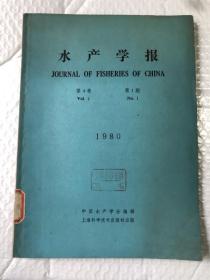 水产学报
JOURNAL OF FISHERIES OF CHINA
第4卷 第1期
Vol. 4 No. 1
1980
中国水产学会编辑
上海科学技术出版社出版